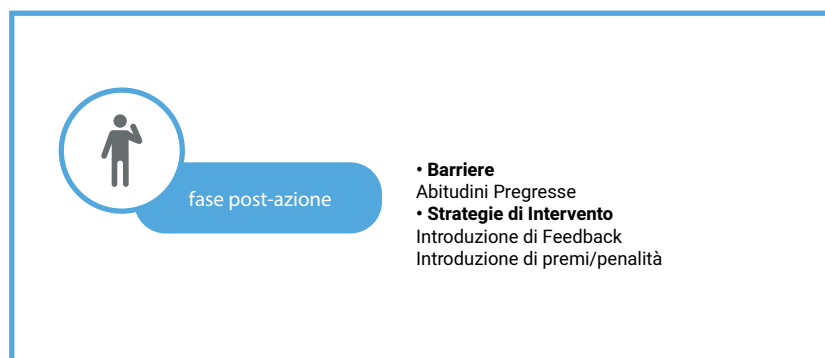 fase post-azione
• Barriere
Abitudini Pregresse
• Strategie di Intervento
Introduzione di Feedback
Introduzione di premi/penalità